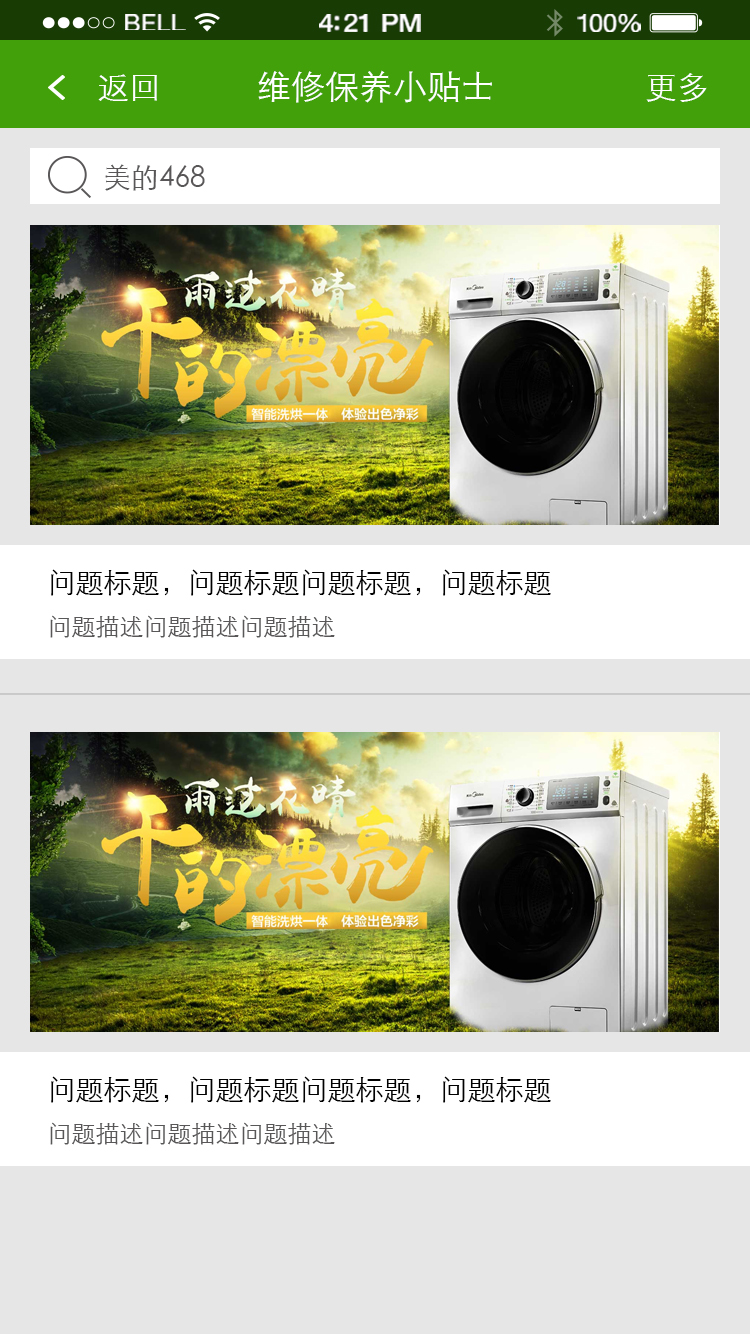 BELL 4:21 PM 100%
返回 维修保养小贴士 更多
美的468
雨过花晴
干的漂亮
智能洗烘一体 体验出色净彩
Midea
问题标题，问题标题问题标题，问题标题
问题描述问题描述问题描述
雨过花晴
干的漂亮
智能洗烘一体 体验出色净彩
Midea
问题标题，问题标题问题标题，问题标题
问题描述问题描述问题描述